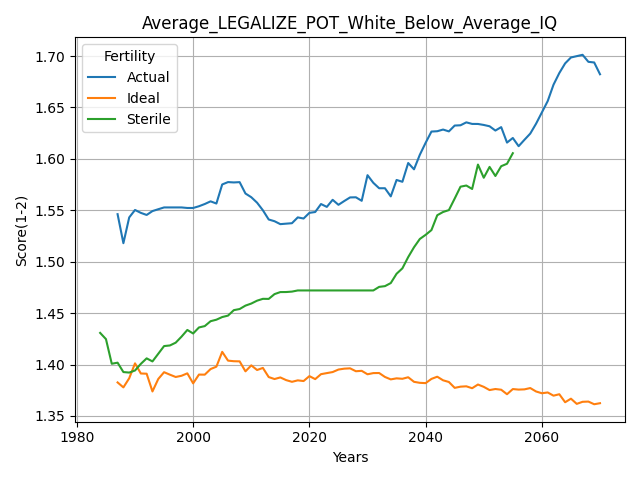 Average_LEGALIZE_POT_White_Below_Average_IQ
Fertility
Actual
Ideal
Sterile
Score(1-2)
1.70
1.65
1.60
1.55
1.50
1.45
1.40
1.35
1980
2000
2020
2040
2060
Years